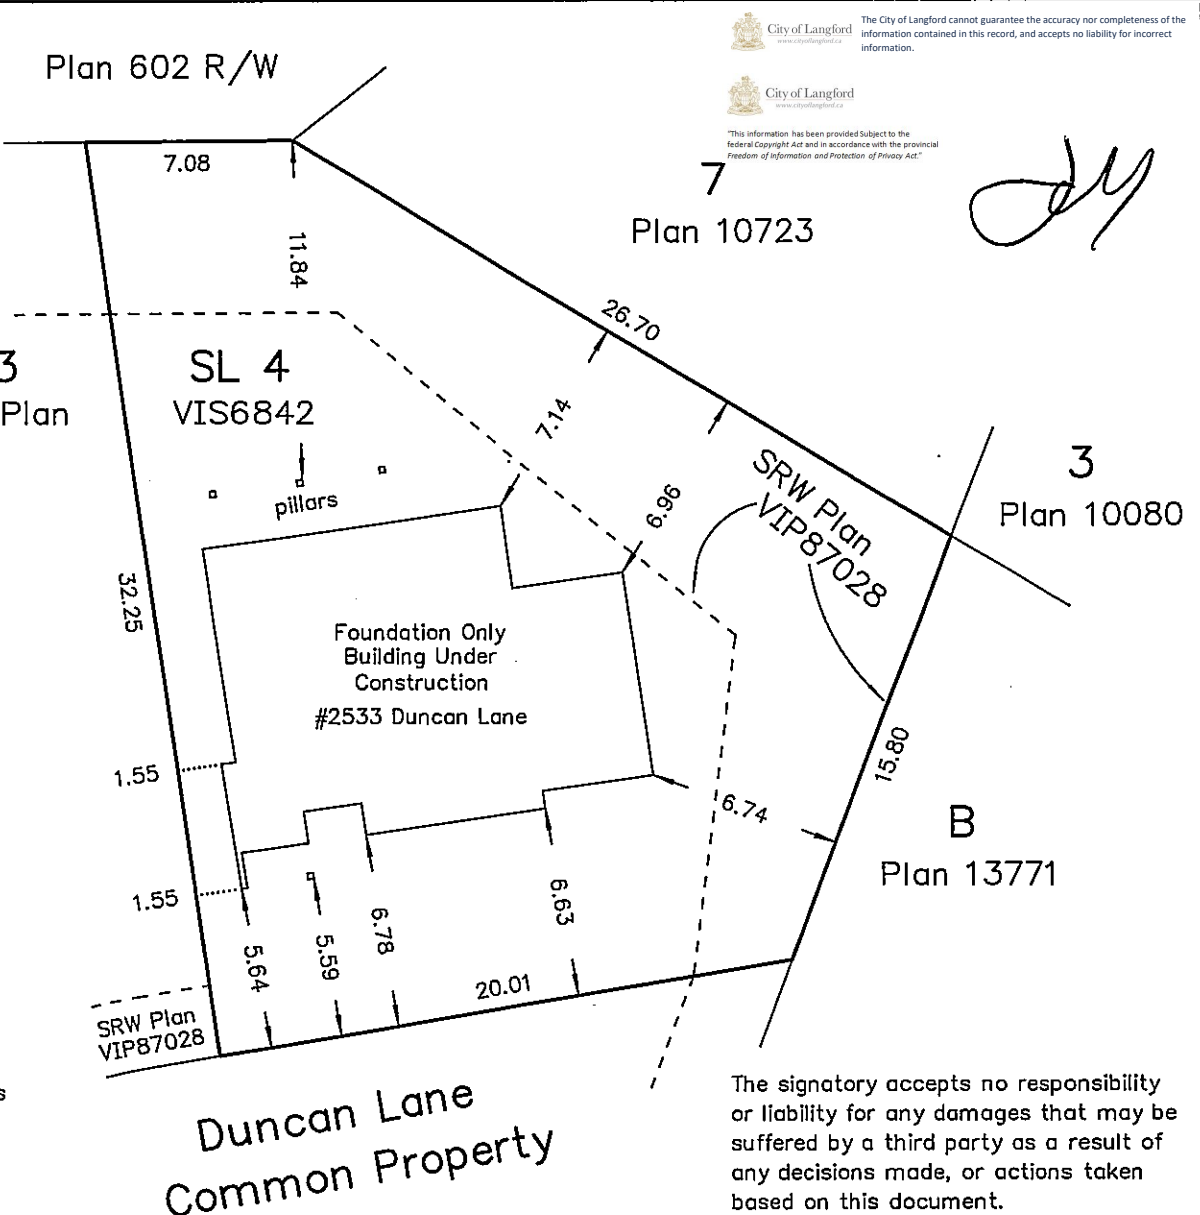 City of Langford
www.cityoflangford.ca
The City of Langford cannot guarantee the accuracy nor completeness of the
information contained in this record, and accepts no liability for incorrect
information.
City of Langford
www.cityoflangford.ca
"This information has been provided Subject to the
federal Copyright Act and in accordance with the provincial
Freedom of Information and Protection of Privacy Act."
Plan 602 R/W
7.08
7
Plan 10723
11.84
26.70
3
Plan
SL 4
VIS6842
7.14
pillars
6.96
SRW Plan
VIP87028
3
Plan 10080
32.25
Foundation Only
Building Under
Construction
#2533 Duncan Lane
1.55
15.80
6.74
B
Plan 13771
1.55
5.64
5.59
6.78
6.63
20.01
SRW Plan
VIP87028
s
Duncan Lane
Common Property
The signatory accepts no responsibility
or liability for any damages that may be
suffered by a third party as a result of
any decisions made, or actions taken
based on this document.